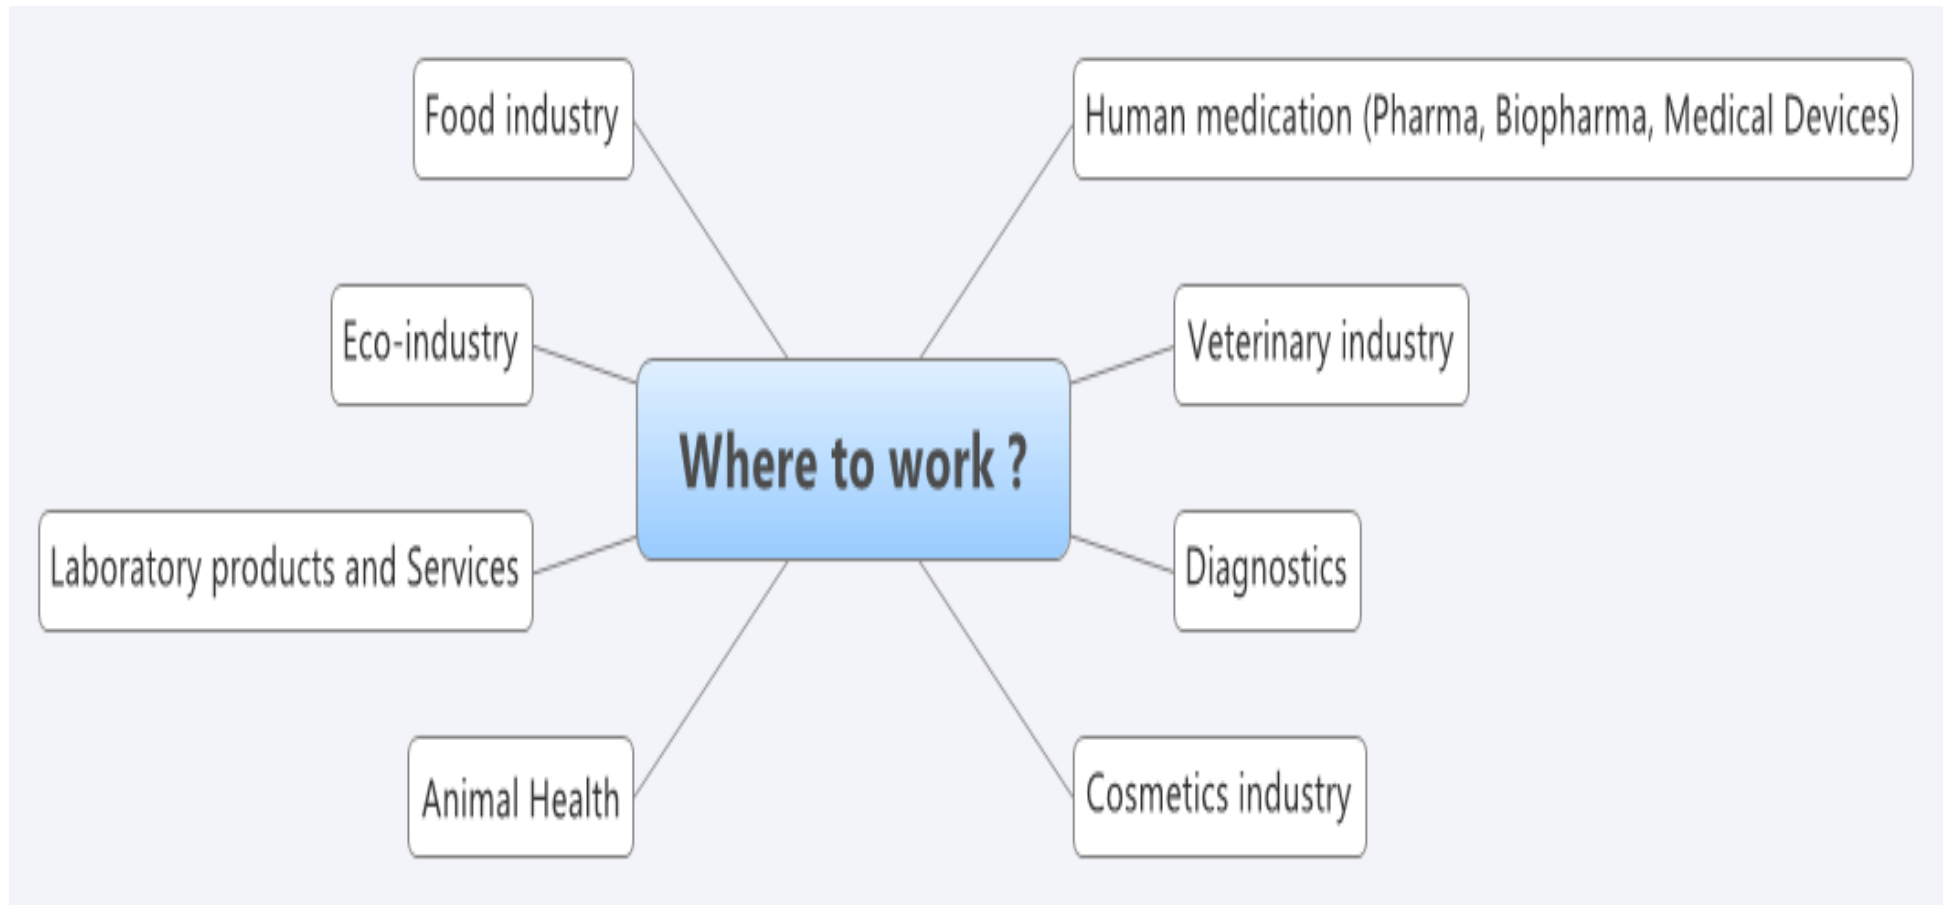 Food industry
Human medication (Pharma, Biopharma, Medical Devices)
Eco-industry
Veterinary industry
Where to work ?
Laboratory products and Services
Diagnostics
Animal Health
Cosmetics industry